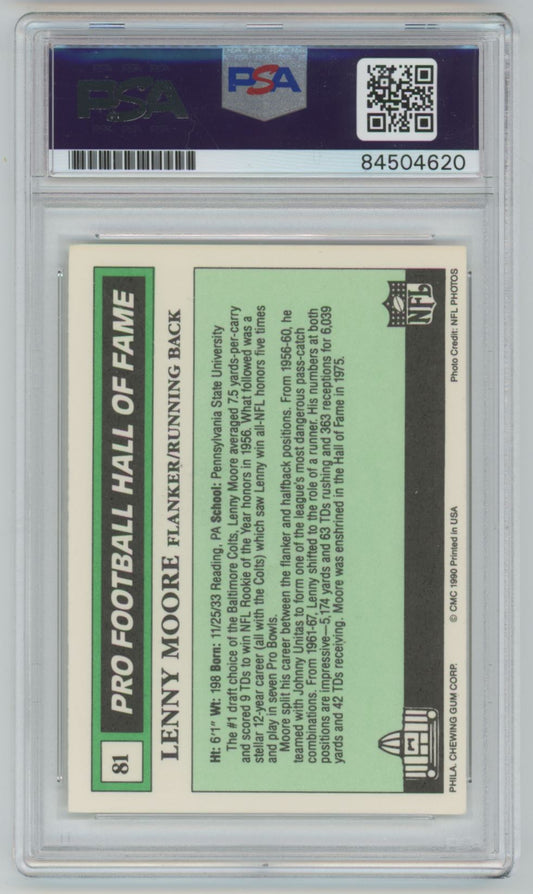 PSA
PSA
84504620
81
PRO FOOTBALL HALL OF FAME
LENNY MOORE FLANKER/RUNNING BACK
Ht: 6'1" Wt: 198 Born: 11/25/33 Reading, PA School: Pennsylvania State University
The #1 draft choice of the Baltimore Colts, Lenny Moore averaged 7.5 yards-per-carry
and scored 9 TDs to win NFL Rookie of the Year honors in 1956. What followed was a
stellar 12-year career (all with the Colts) which saw Lenny win all-NFL honors five times
and play in seven Pro Bowls.
Moore split his career between the flanker and halfback positions. From 1956-60, he
teamed with Johnny Unitas to form one of the league's most dangerous pass-catch
combinations. From 1961-67, Lenny shifted to the role of a runner. His numbers at both
positions are impressive—5,174 yards and 63 TDs rushing and 363 receptions for 6,039
yards and 42 TDs receiving. Moore was enshrined in the Hall of Fame in 1975.
NFL
PHILA. CHEWING GUM CORP.
© CMC 1990 Printed in USA
Photo Credit: NFL PHOTOS